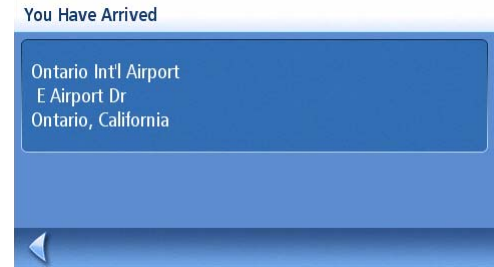 You Have Arrived
Ontario Int'l Airport
E Airport Dr
Ontario, California